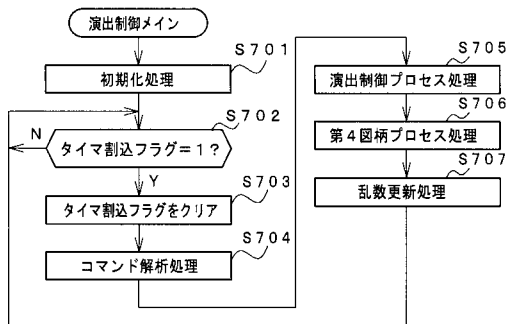 演出制御メイン
S701
初期化処理
S702
N
タイマ割込フラグ=1?
Y
S703
タイマ割込フラグをクリア
S704
コマンド解析処理
S705
演出制御プロセス処理
S706
第4図柄プロセス処理
S707
乱数更新処理